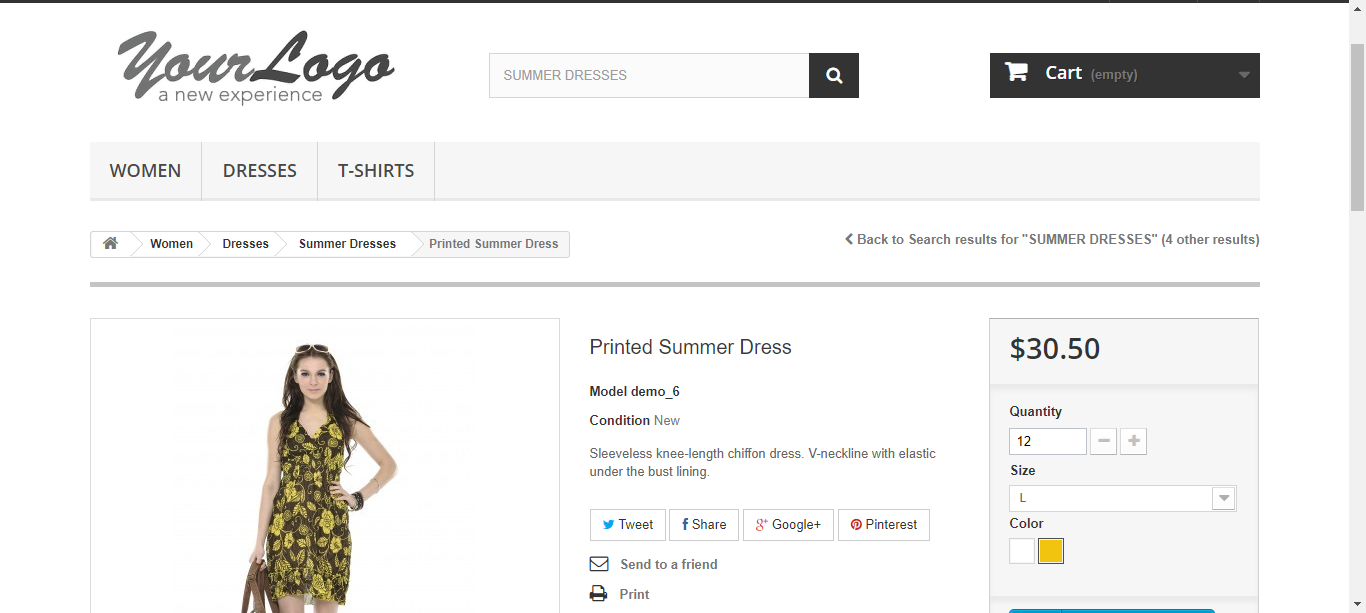 YourLogo
a new experience
SUMMER DRESSES
Cart (empty)
WOMEN
DRESSES
T-SHIRTS
Women
Dresses
Summer Dresses
Printed Summer Dress
Back to Search results for "SUMMER DRESSES" (4 other results)
Printed Summer Dress
Model demo_6
Condition New
Sleeveless knee-length chiffon dress. V-neckline with elastic
under the bust lining.
Tweet
Share
Google+
Pinterest
Send to a friend
Print
$30.50
Quantity
12
Size
L
Color